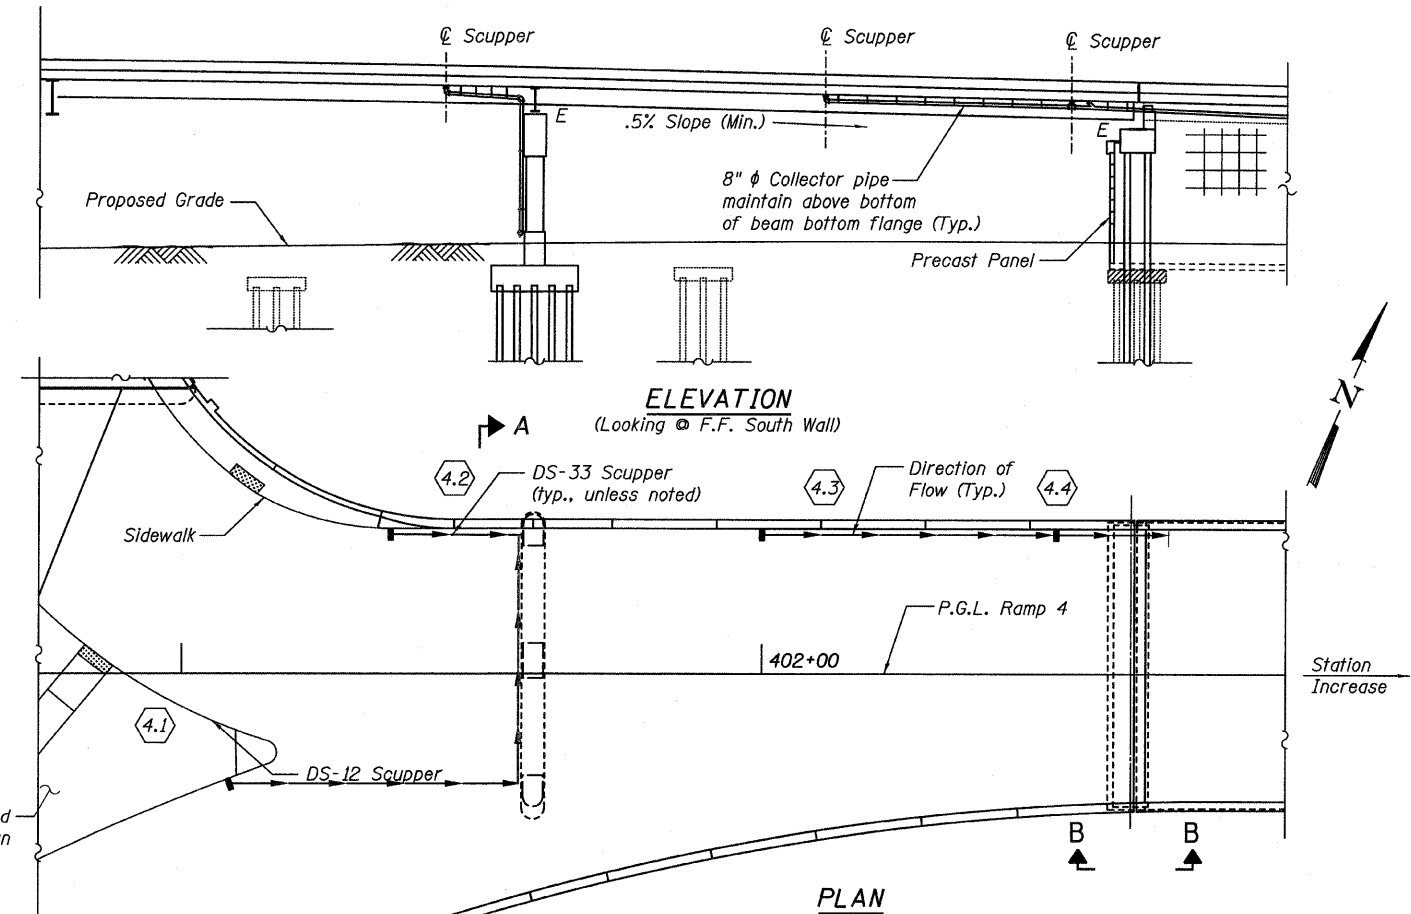 ℄ Scupper
℄ Scupper
℄ Scupper
E
.5% Slope (Min.)
E
8" ϕ Collector pipe
maintain above bottom
of beam bottom flange (Typ.)
Proposed Grade
Precast Panel
ELEVATION
(Looking @ F.F. South Wall)
N
A
4.2
DS-33 Scupper
(typ., unless noted)
4.3
Direction of
Flow (Typ.)
4.4
Sidewalk
P.G.L. Ramp 4
402+00
Station
Increase
4.1
DS-12 Scupper
d
n
B
B
PLAN